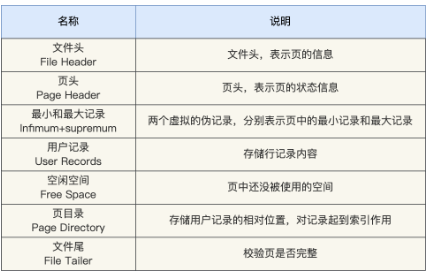 名称
说明
文件头
File Header
文件头，表示页的信息
页头
Page Header
页头，表示页的状态信息
最小和最大记录
Infimum+supremum
两个虚拟的伪记录，分别表示页中的最小记录和最大记录
用户记录
User Records
存储行记录内容
空闲空间
Free Space
页中还没被使用的空间
页目录
Page Directory
存储用户记录的相对位置，对记录起到索引作用
文件尾
File Tailer
校验页是否完整